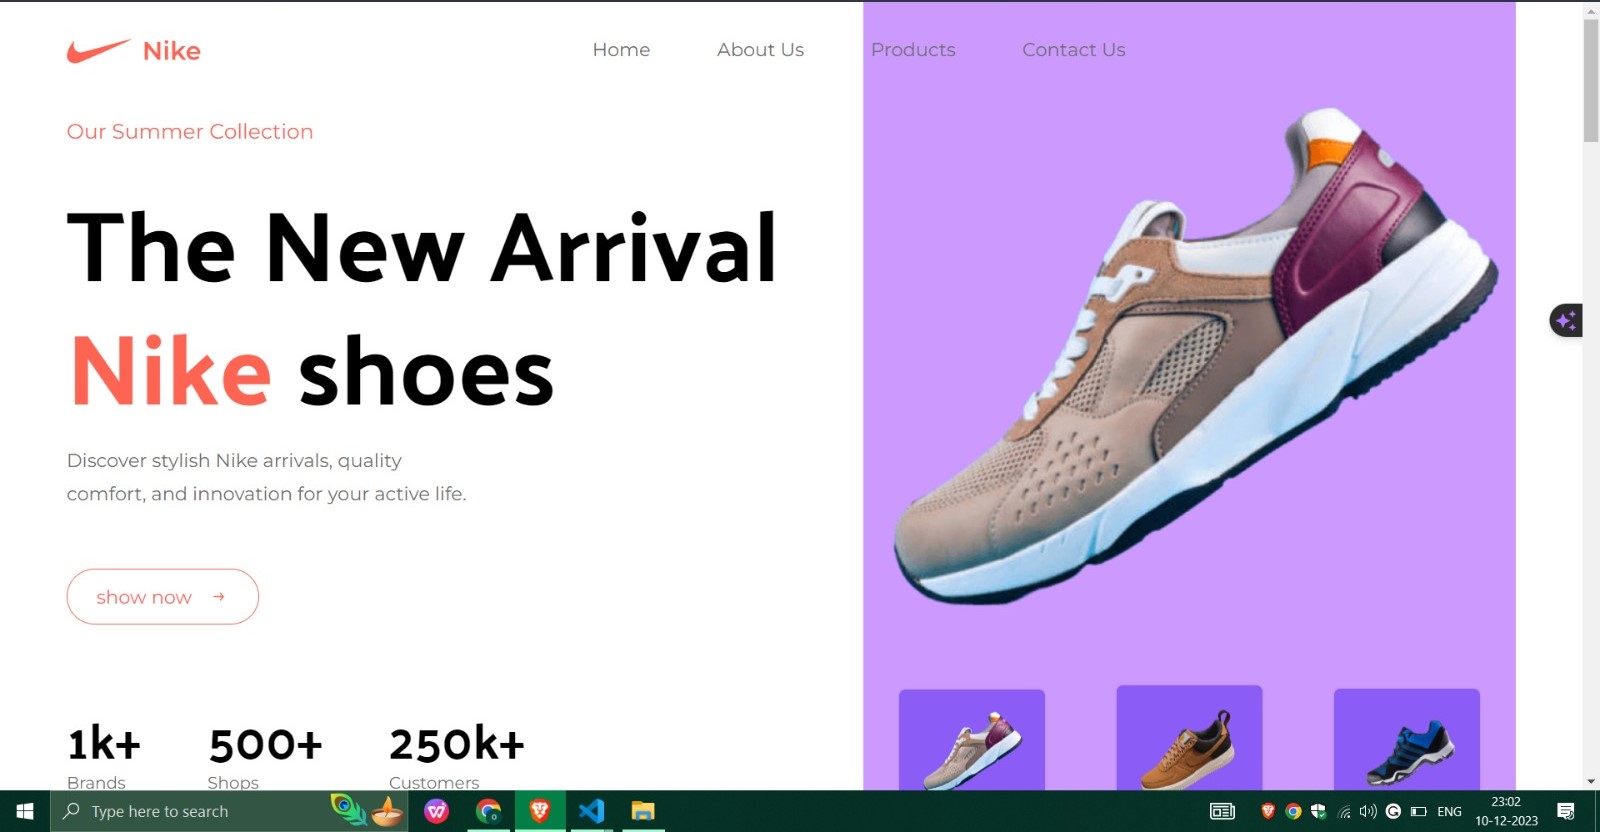 Nike
Home About Us Products Contact Us
Our Summer Collection
The New Arrival
Nike shoes
Discover stylish Nike arrivals, quality
comfort, and innovation for your active life.
show now →
1k+ 500+ 250k+
Brands Shops Customers
Type here to search
ENG
23:02
10-12-2023